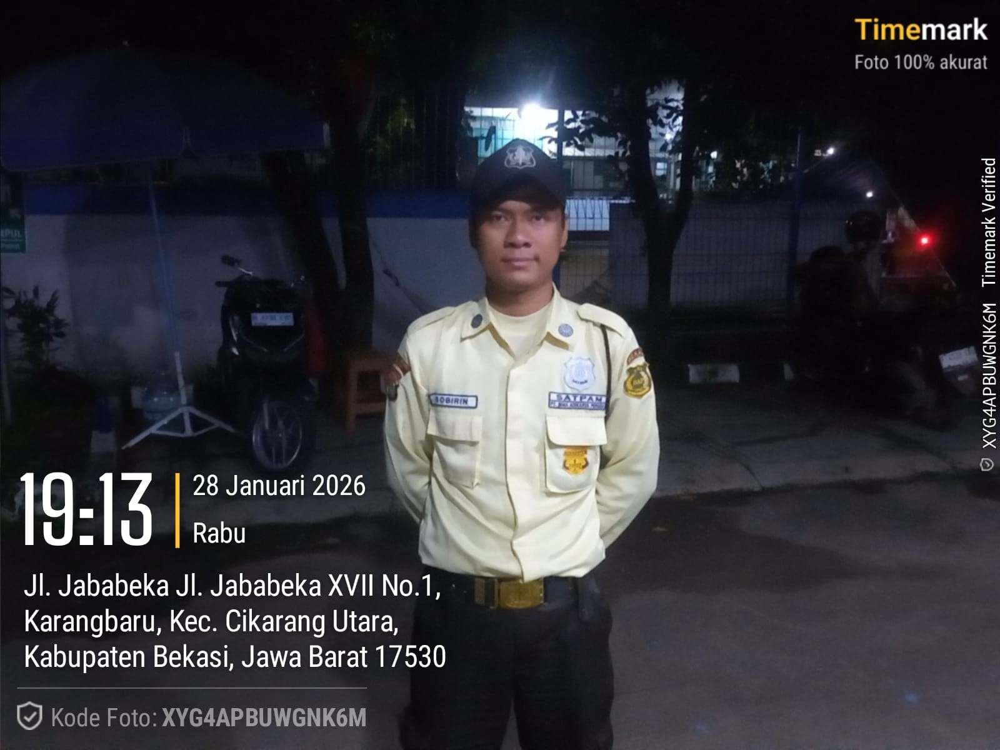 Timemark
Foto 100% akurat
SOBIRIN
SATPAM
19:13
28 Januari 2026
Rabu
Jl. Jababeka Jl. Jababeka XVII No.1,
Karangbaru, Kec. Cikarang Utara,
Kabupaten Bekasi, Jawa Barat 17530
Kode Foto: XYG4APBUWGNK6M
XYG4APBUWGNK6M Timemark Verified